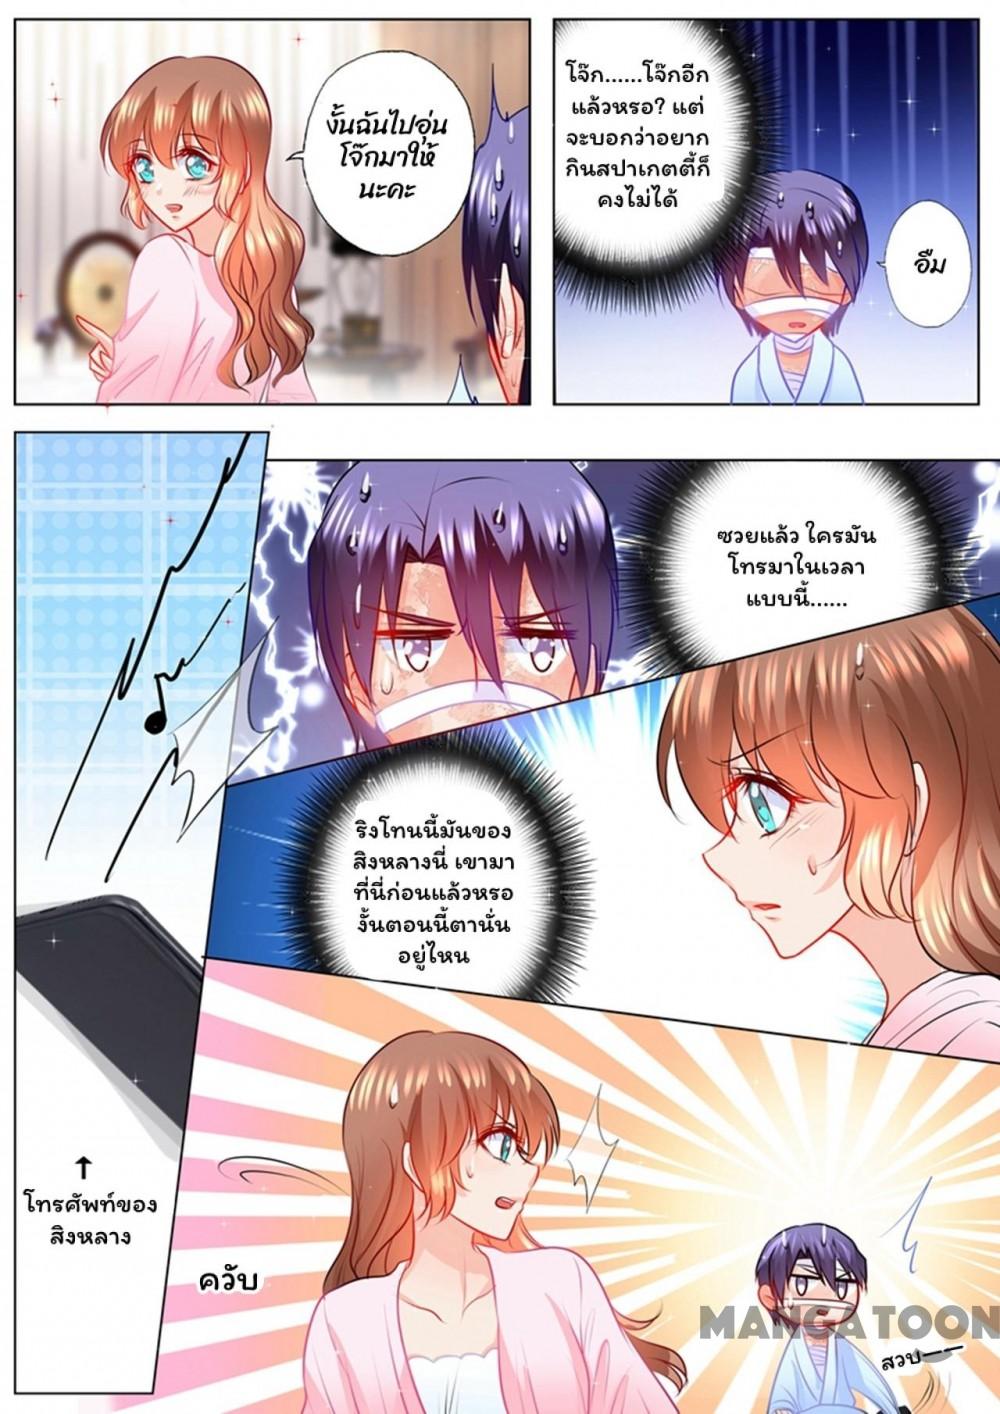 งั้นฉันไปอุ่น
โจ๊กมาให้
นะคะ
โจ๊ก......โจ๊กอีก
แล้วหรอ? แต่
จะบอกว่าอยาก
กินสปาเกตตี้ก็
คงไม่ได้
อืม
ซวยแล้ว ใครมัน
โทรมาในเวลา
แบบนี้......
ริงโทนนี้มันของ
สิงหลางนี่ เขามา
ที่นี่ก่อนแล้วหรอ
งั้นตอนนี้ตานั่น
อยู่ไหน
↑
โทรศัพท์ของ
สิงหลาง
ควับ
MANGATOON
สวบ——